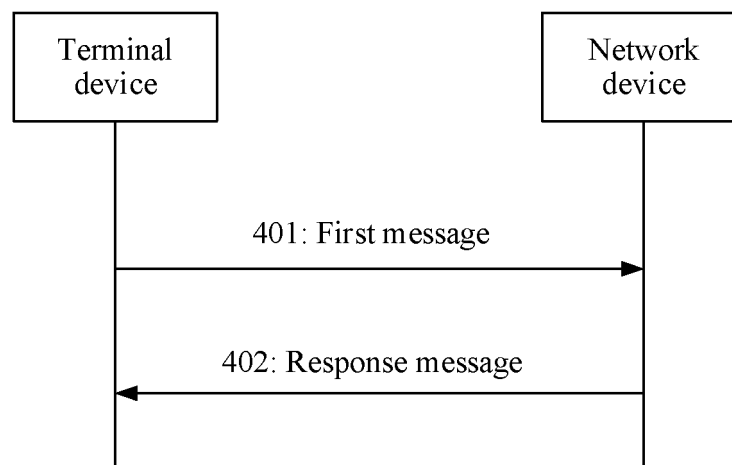 Terminal
device
Network
device
401: First message
402: Response message